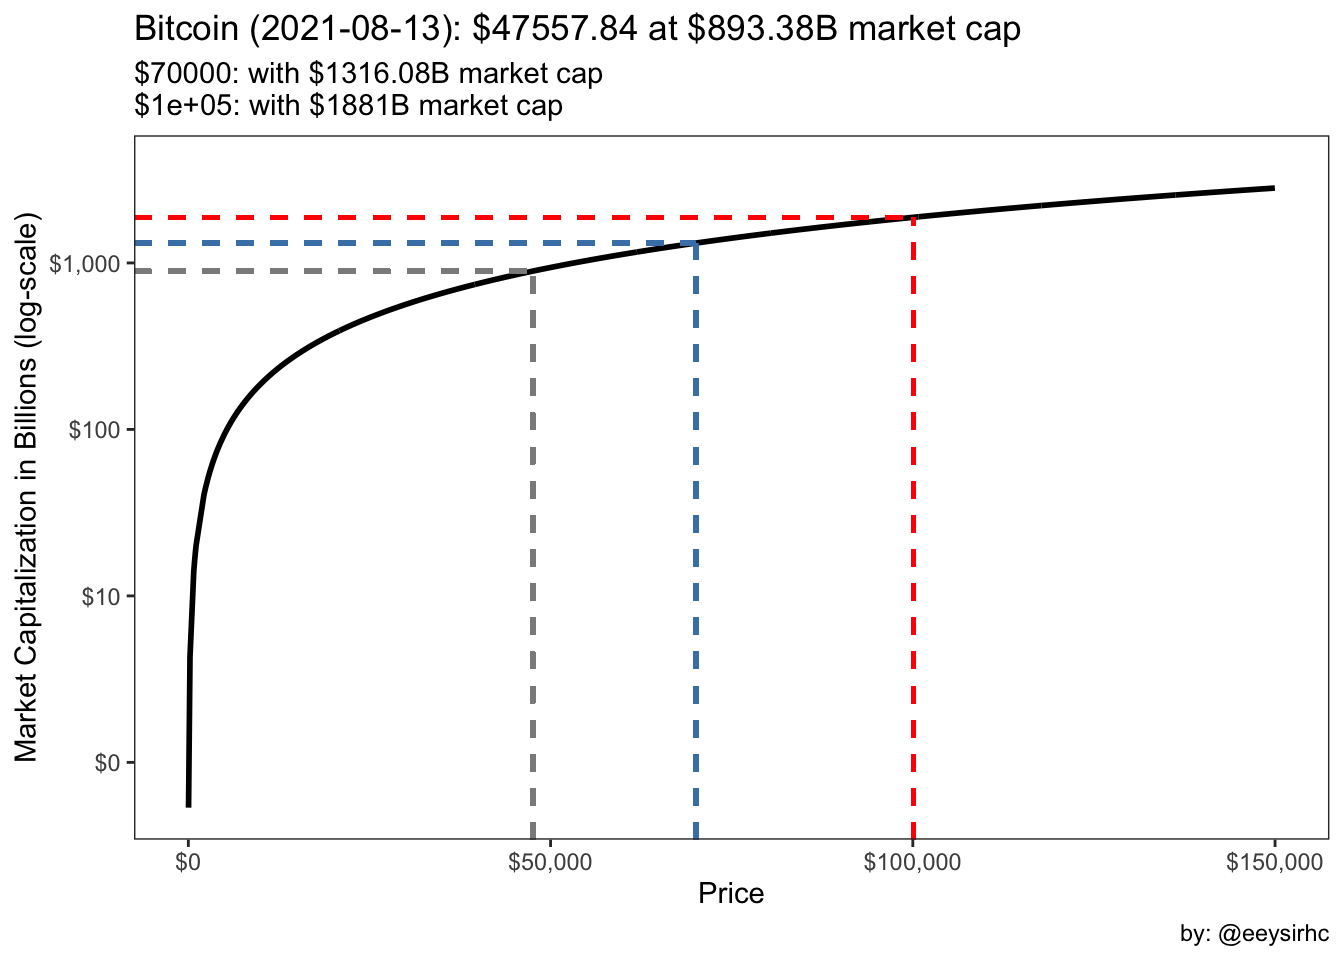 Bitcoin (2021-08-13): $47557.84 at $893.38B market cap
$70000: with $1316.08B market cap
$1e+05: with $1881B market cap
Market Capitalization in Billions (log-scale)
$1,000
$100
$10
$0
$0
$50,000
$100,000
$150,000
Price
by: @eeysirhc